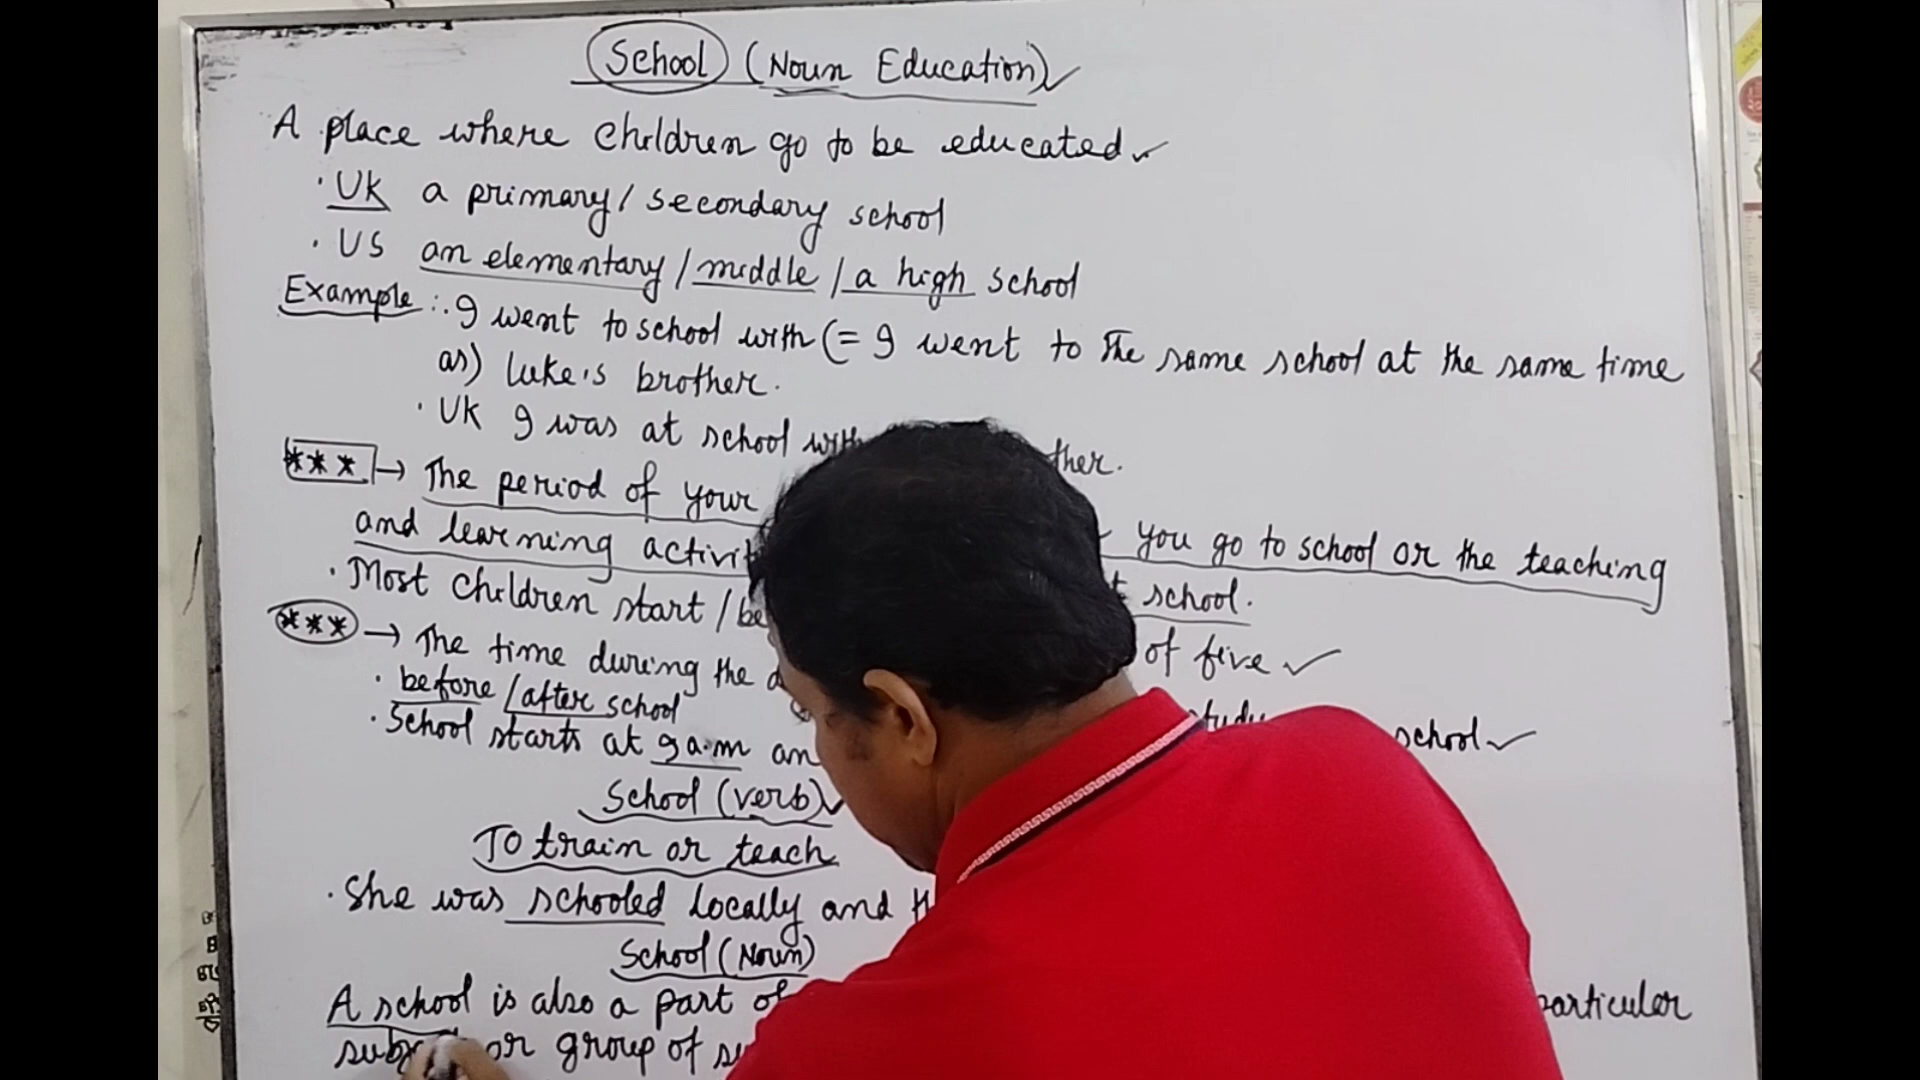 School (Noun Education)
A place where children go to be educated
· UK a primary / secondary school
· US an elementary / middle / a high school
Example :. I went to school with (= I went to the same school at the same time
as) Luke's brother.
· UK I was at school with ther.
*** → The period of your you go to school or the teaching
and learning activit t school.
· Most children start / be of five
*** → The time during the d study school
· before / after school
· School starts at 9 a.m an
School (verb)
To train or teach
· She was schooled locally and
School (Noun)
A school is also a part of particular
or group of